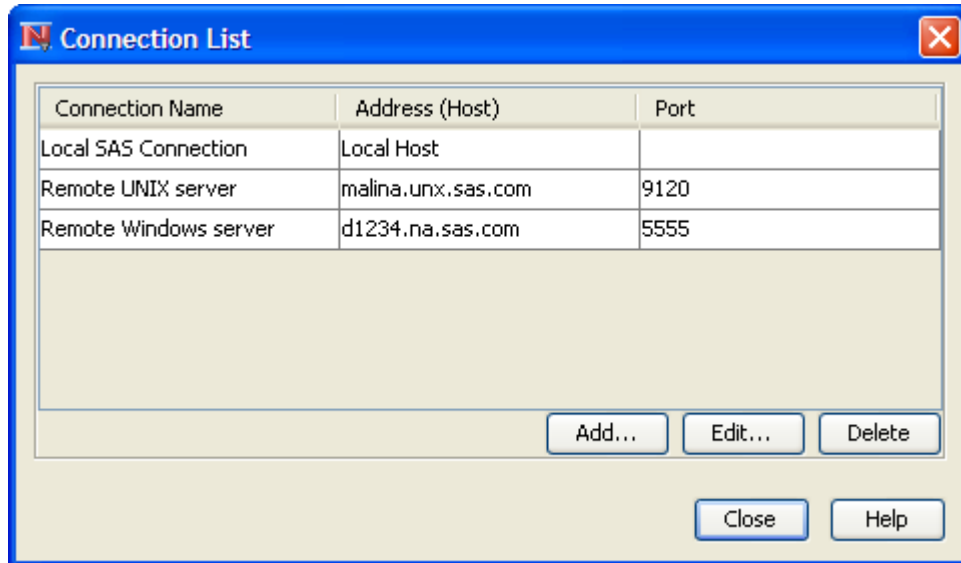 Connection List
Connection Name Address (Host) Port
Local SAS Connection Local Host
Remote UNIX server malina.unx.sas.com 9120
Remote Windows server d1234.na.sas.com 5555
Add... Edit... Delete
Close Help